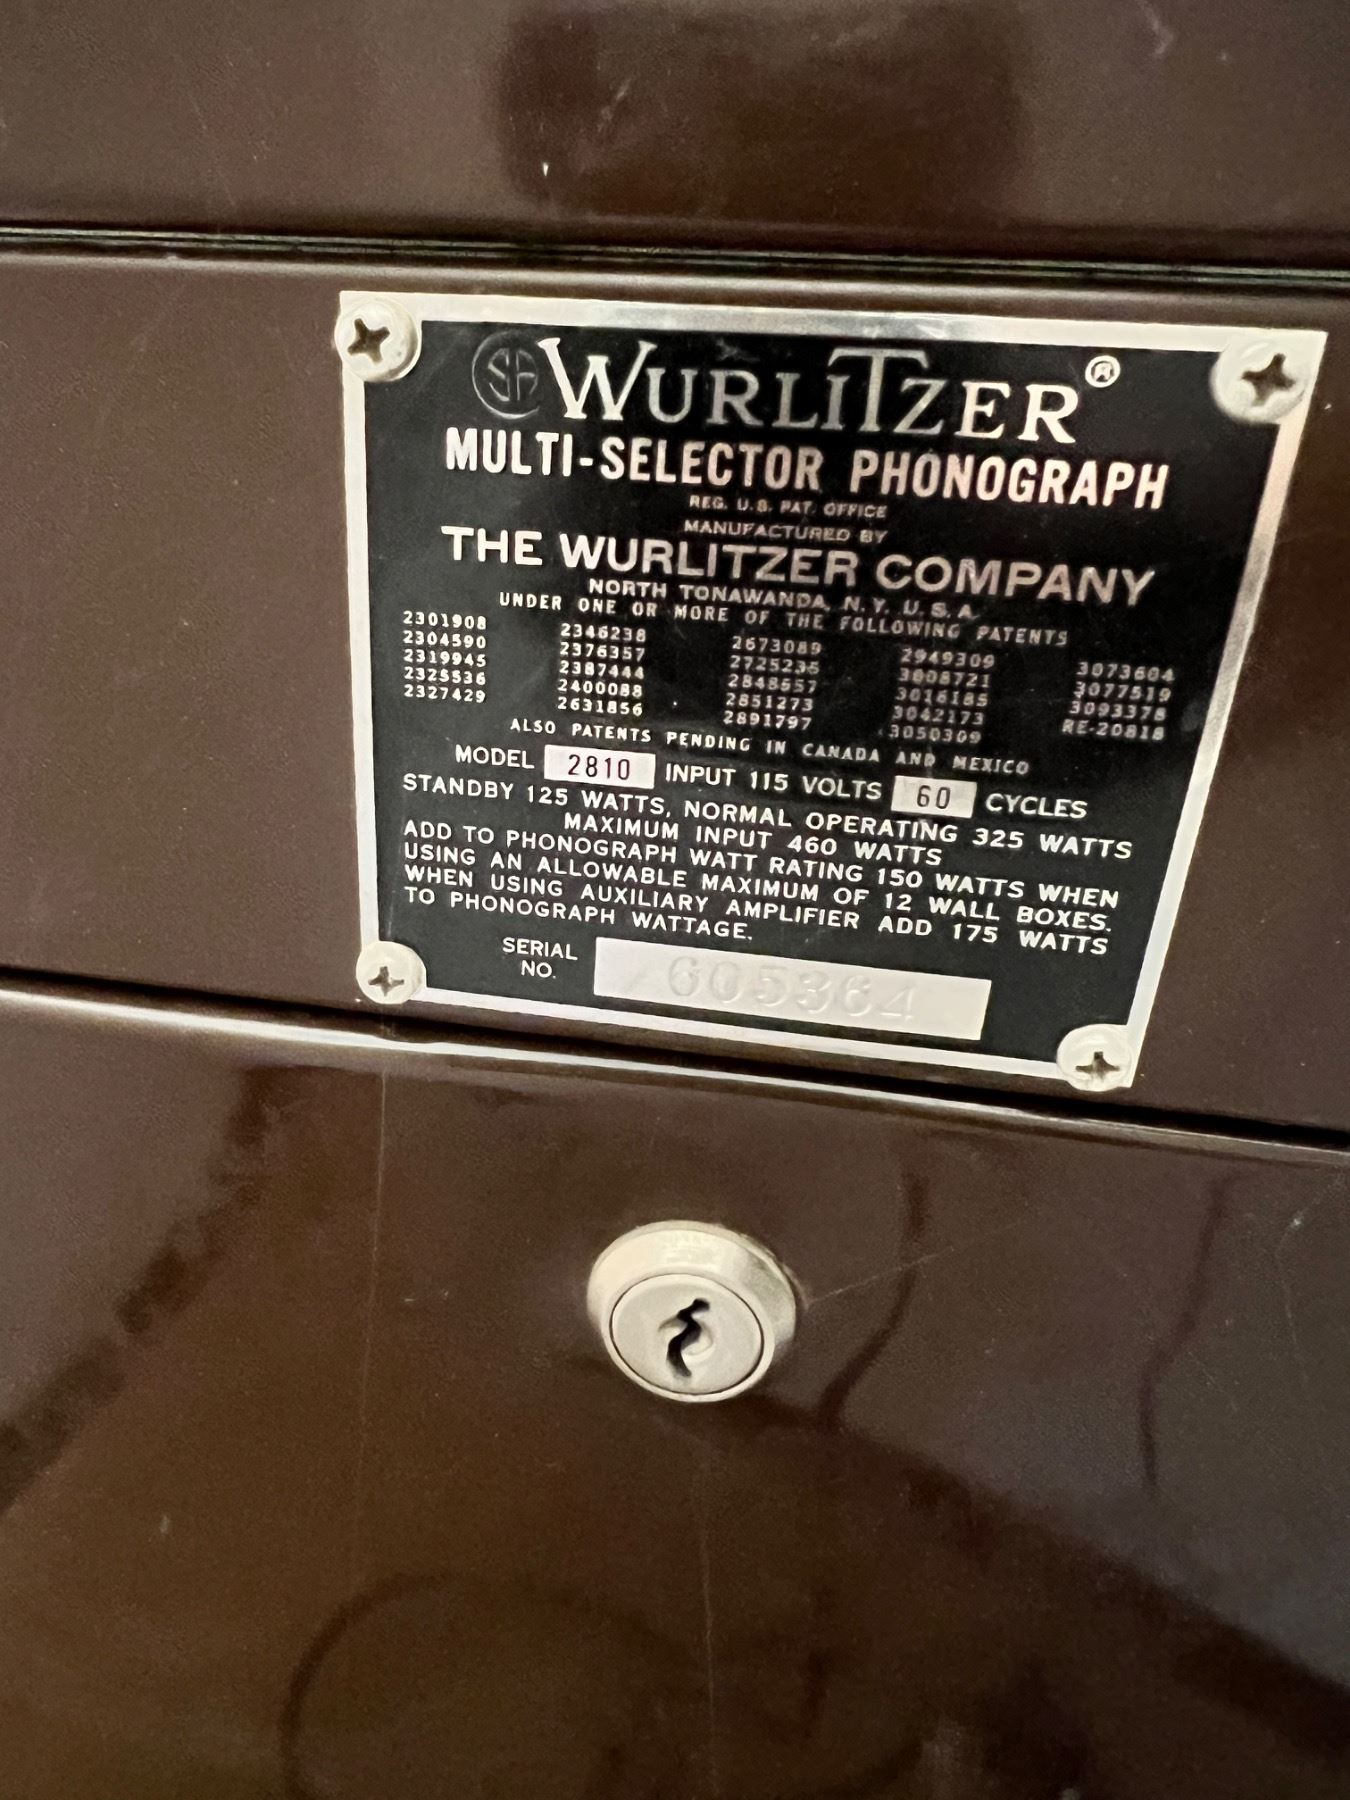 SA WURLITZER ®
MULTI-SELECTOR PHONOGRAPH
REG. U.S. PAT. OFFICE
MANUFACTURED BY
THE WURLITZER COMPANY
NORTH TONAWANDA, N.Y. U.S.A.
UNDER ONE OR MORE OF THE FOLLOWING PATENTS
2301908 2346238 2673089 2949309 3073604
2304590 2376357 2725235 3008721 3077519
2319945 2387444 2848657 3016185 3093378
2325536 2400088 2851273 3042173 RE-20818
2327429 2631856 2891797 3050309
ALSO PATENTS PENDING IN CANADA AND MEXICO
MODEL 2810 INPUT 115 VOLTS 60 CYCLES
STANDBY 125 WATTS, NORMAL OPERATING 325 WATTS
MAXIMUM INPUT 460 WATTS
ADD TO PHONOGRAPH WATT RATING 150 WATTS WHEN
USING AN ALLOWABLE MAXIMUM OF 12 WALL BOXES.
WHEN USING AUXILIARY AMPLIFIER ADD 175 WATTS
TO PHONOGRAPH WATTAGE.
SERIAL NO. 605364